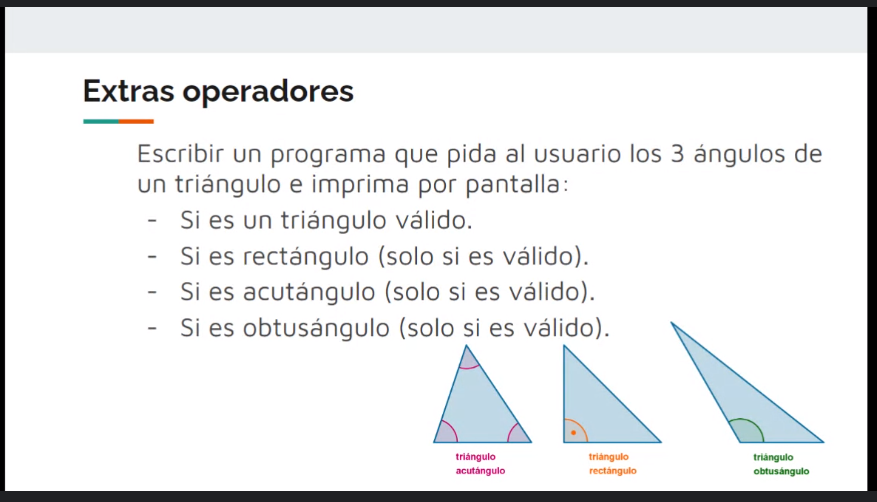 Extras operadores
Escribir un programa que pida al usuario los 3 ángulos de
un triángulo e imprima por pantalla:
- Si es un triángulo válido.
- Si es rectángulo (solo si es válido).
- Si es acutángulo (solo si es válido).
- Si es obtusángulo (solo si es válido).
triángulo
acutángulo
triángulo
rectángulo
triángulo
obtusángulo